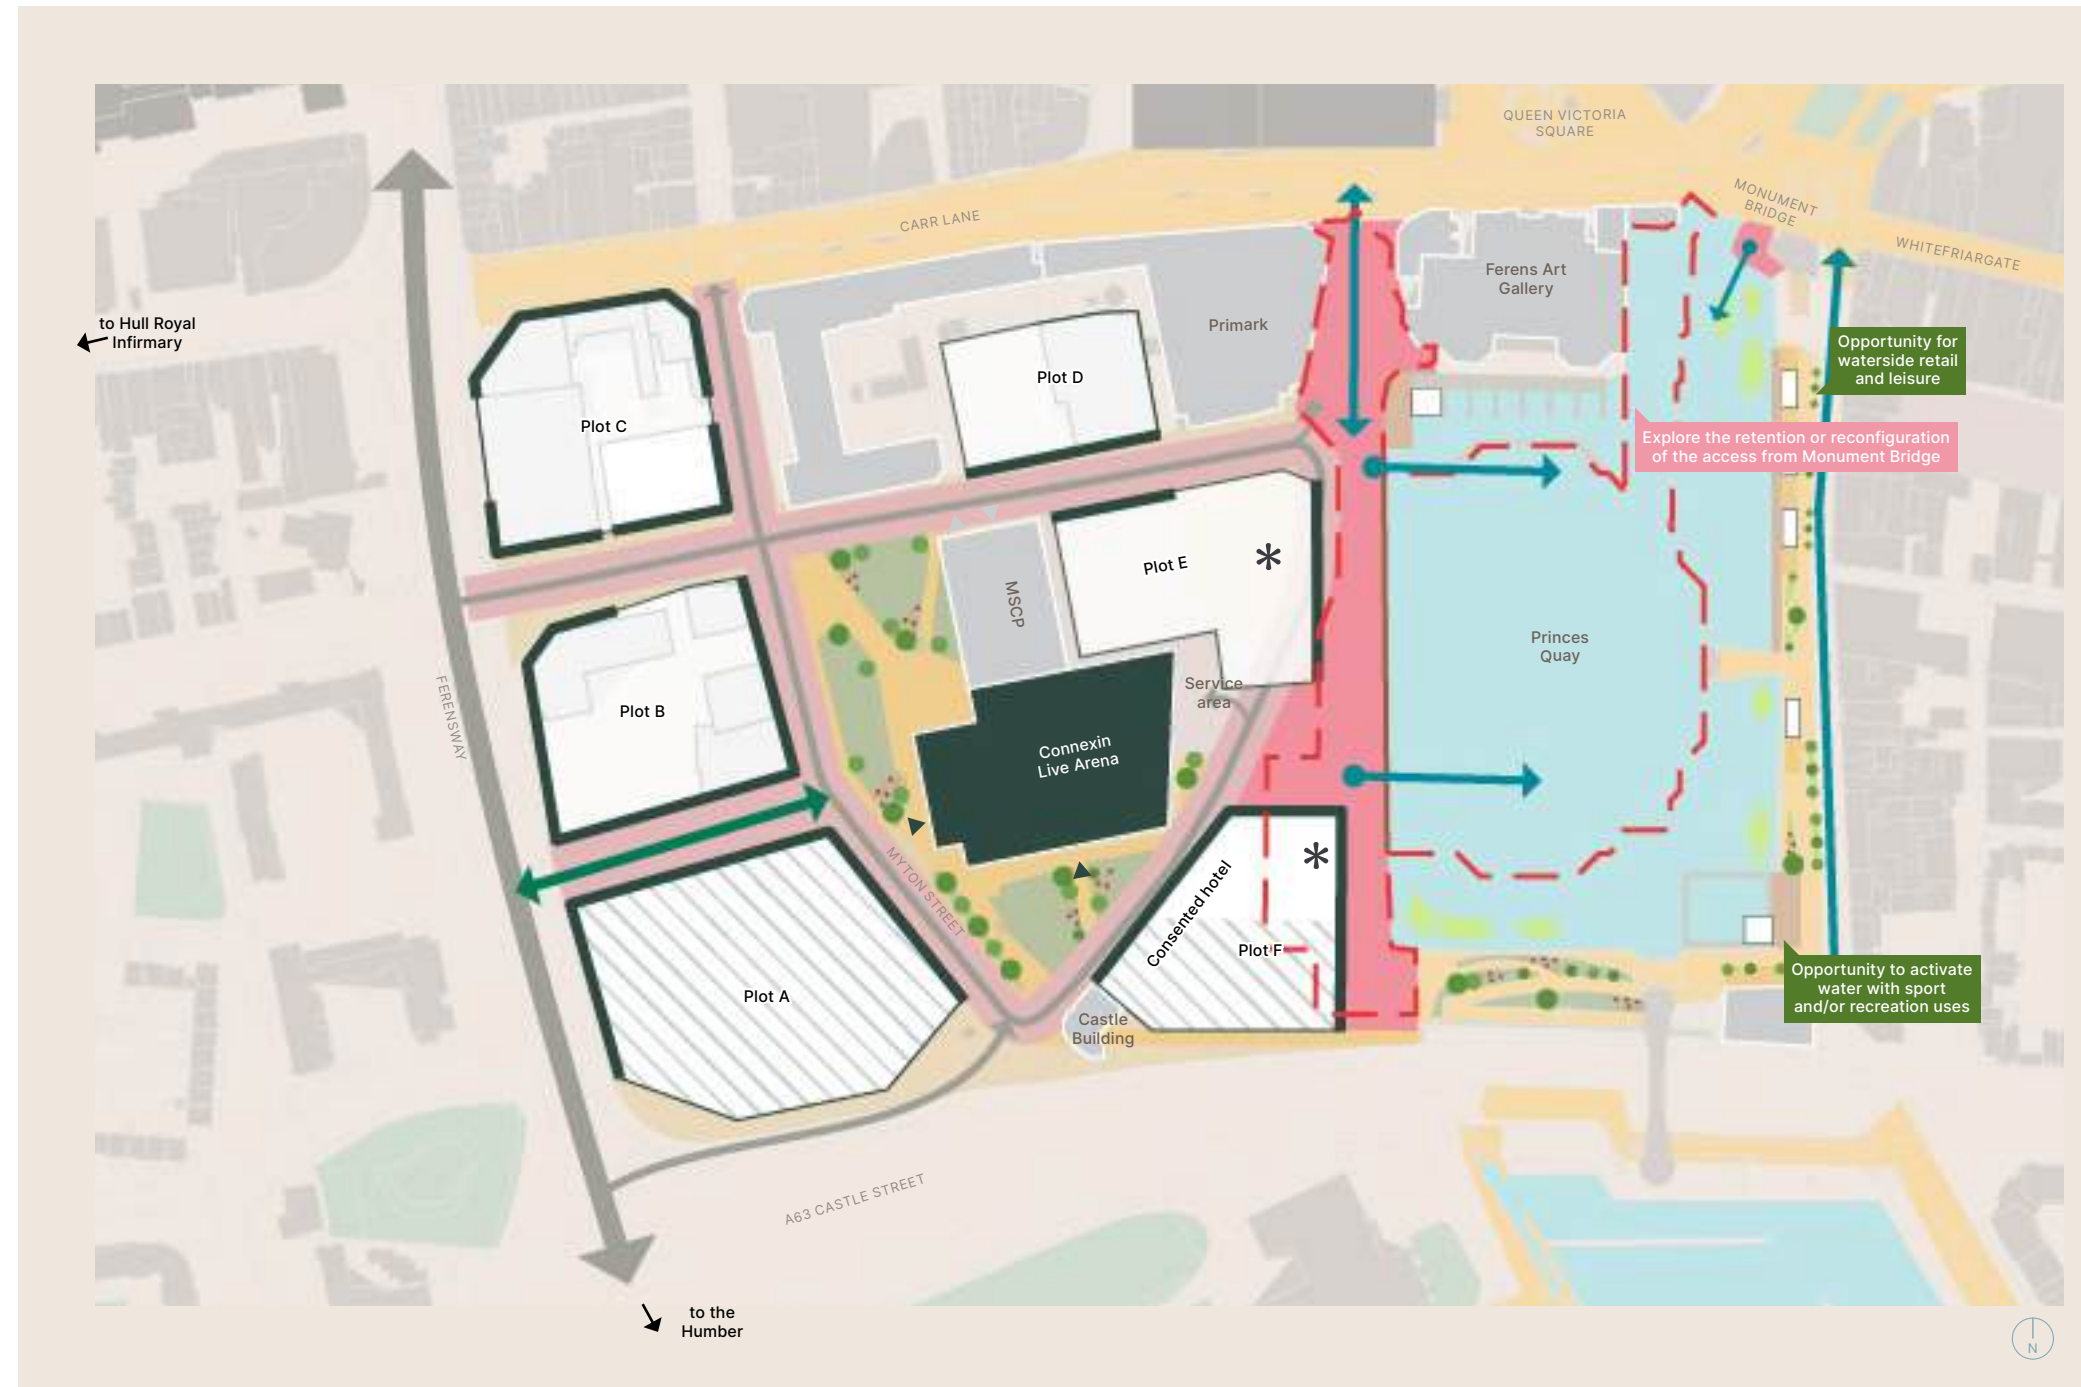 QUEEN VICTORIA
SQUARE
MONUMENT
BRIDGE
WHITEFRIARGATE
CARR LANE
Ferens Art
Gallery
Primark
to Hull Royal
Infirmary
Opportunity for
waterside retail
and leisure
Plot D
Plot C
Explore the retention or reconfiguration
of the access from Monument Bridge
Plot E
*
MSCP
Princes
Quay
Service
area
FERENSWAY
Plot B
Connexin
Live Arena
MYTON STREET
Consented hotel
*
Plot F
Plot A
Opportunity to activate
water with sport
and/or recreation uses
Castle
Building
A63 CASTLE STREET
to the
Humber
N